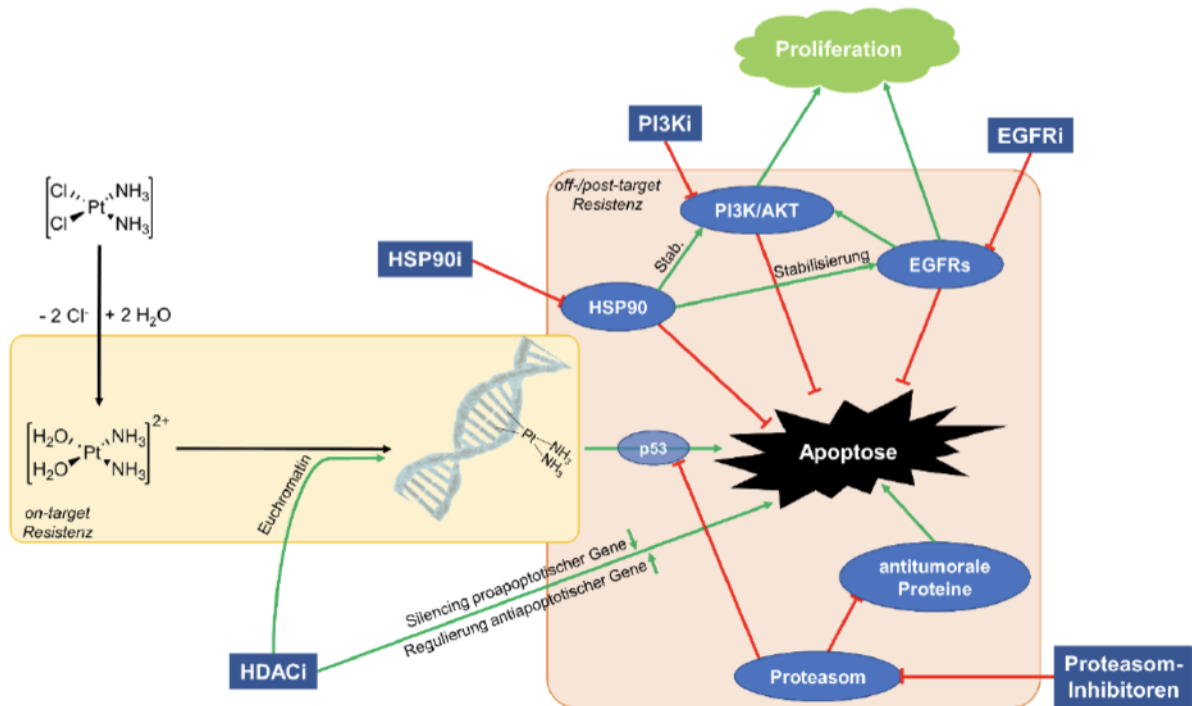 Proliferation
PI3Ki
EGFRi
off-/post-target
Resistenz
PI3K/AKT
Cl
NH3
Pt
Cl
NH3
HSP90i
Stab.
Stabilisierung
EGFRs
HSP90
- 2 Cl-
+ 2 H2O
H2O
NH3
2+
Pt
H2O
NH3
Pt
NH3
NH3
p53
Apoptose
on-target
Resistenz
Euchromatin
Silencing proapoptotischer Gene
Regulierung antiapoptotischer Gene
antitumorale
Proteine
HDACi
Proteasom
Proteasom-
Inhibitoren